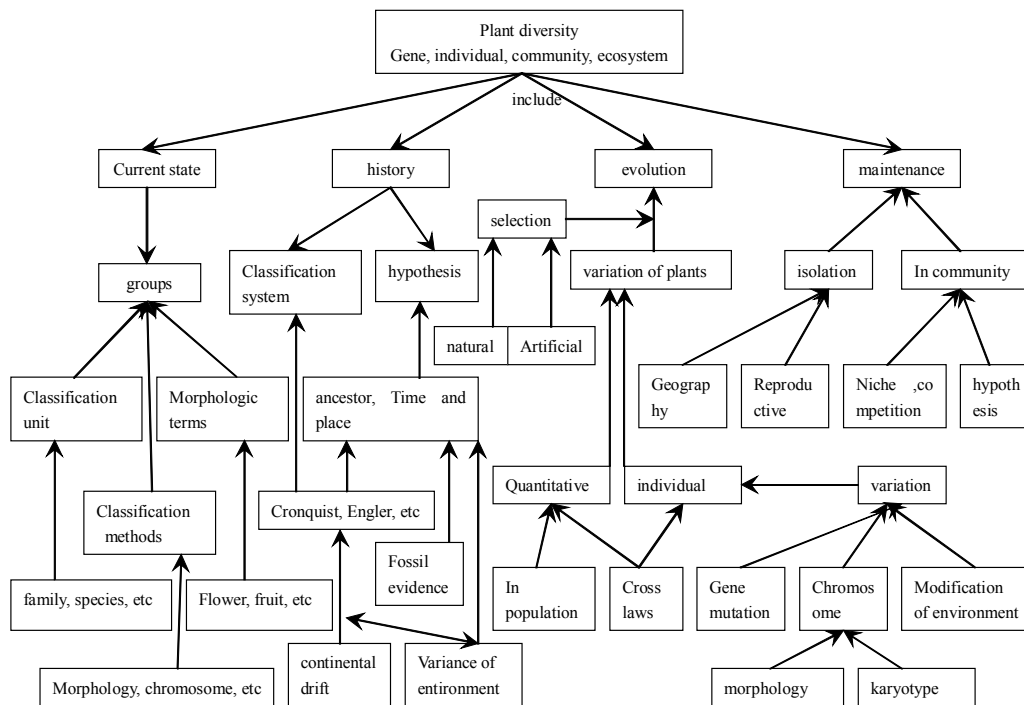 Plant diversity
Gene, individual, community, ecosystem
include
Current state
history
evolution
maintenance
selection
groups
Classification
system
hypothesis
variation of plants
isolation
In community
natural
Artificial
Classification
unit
Morphologic
terms
ancestor, Time and
place
Geograp
hy
Reprodu
ctive
Niche ,co
mpetition
hypoth
esis
Classification
methods
Cronquist, Engler, etc
Quantitative
individual
variation
Fossil
evidence
family, species, etc
Flower, fruit, etc
In
population
Cross
laws
Gene
mutation
Chromos
ome
Modification
of environment
Morphology, chromosome, etc
continental
drift
Variance of
entironment
morphology
karyotype